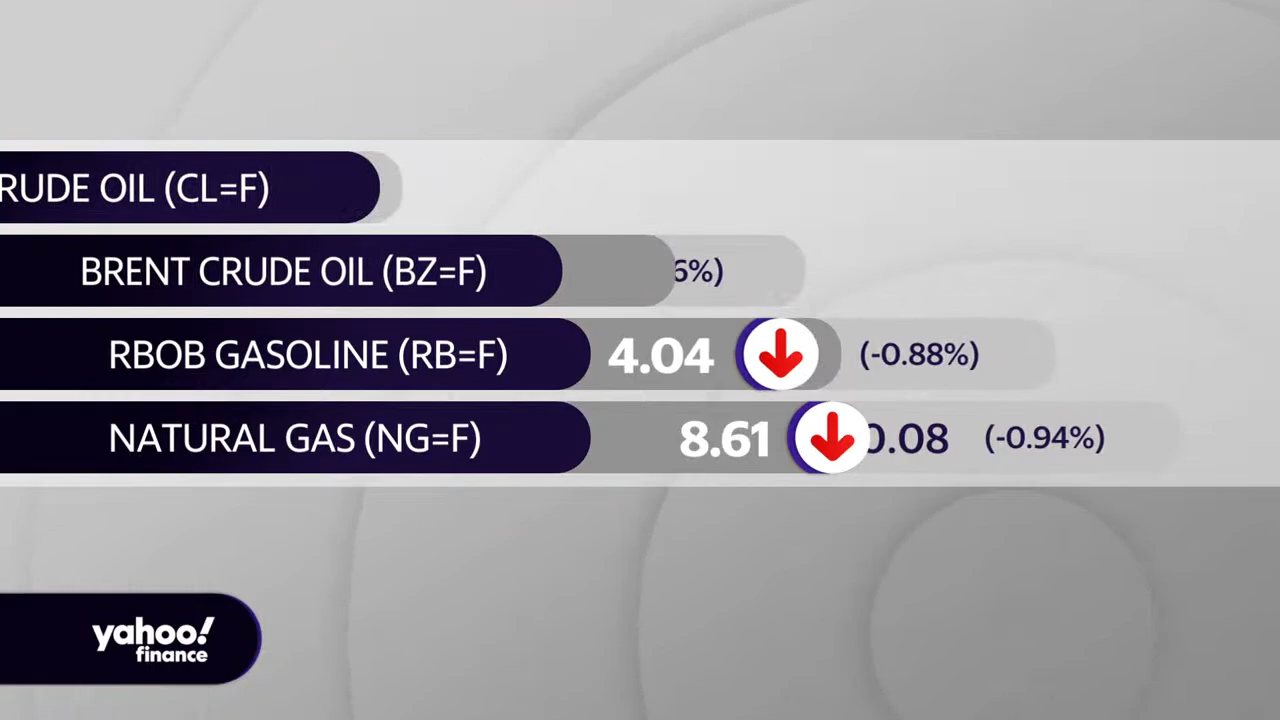 RUDE OIL (CL=F)
BRENT CRUDE OIL (BZ=F) 6%)
RBOB GASOLINE (RB=F) 4.04 (-0.88%)
NATURAL GAS (NG=F) 8.61 0.08 (-0.94%)
yahoo!
finance